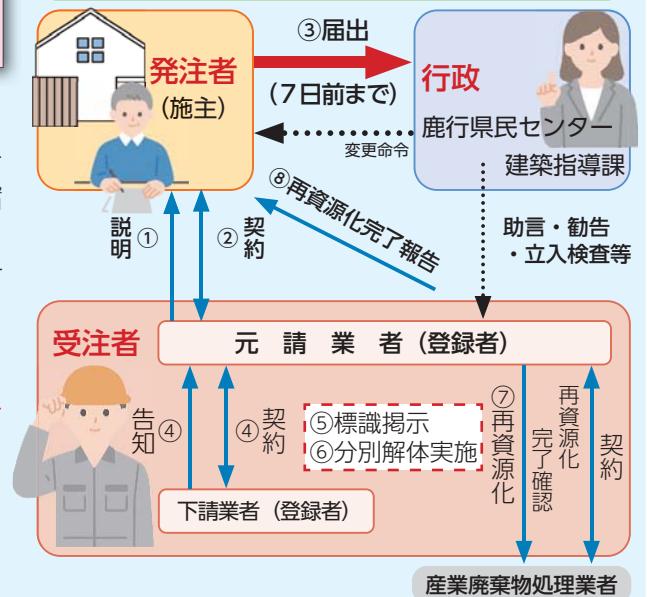 ③届出
発注者
(施主)
(7日前まで)
行政
鹿行県民センター
建築指導課
変更命令
⑧再資源化完了報告
説明①
②契約
助言・勧告
・立入検査等
受注者
元請業者(登録者)
告知④
④契約
⑤標識掲示
⑥分別解体実施
⑦再資源化
再資源化
完了確認
契約
下請業者(登録者)
産業廃棄物処理業者